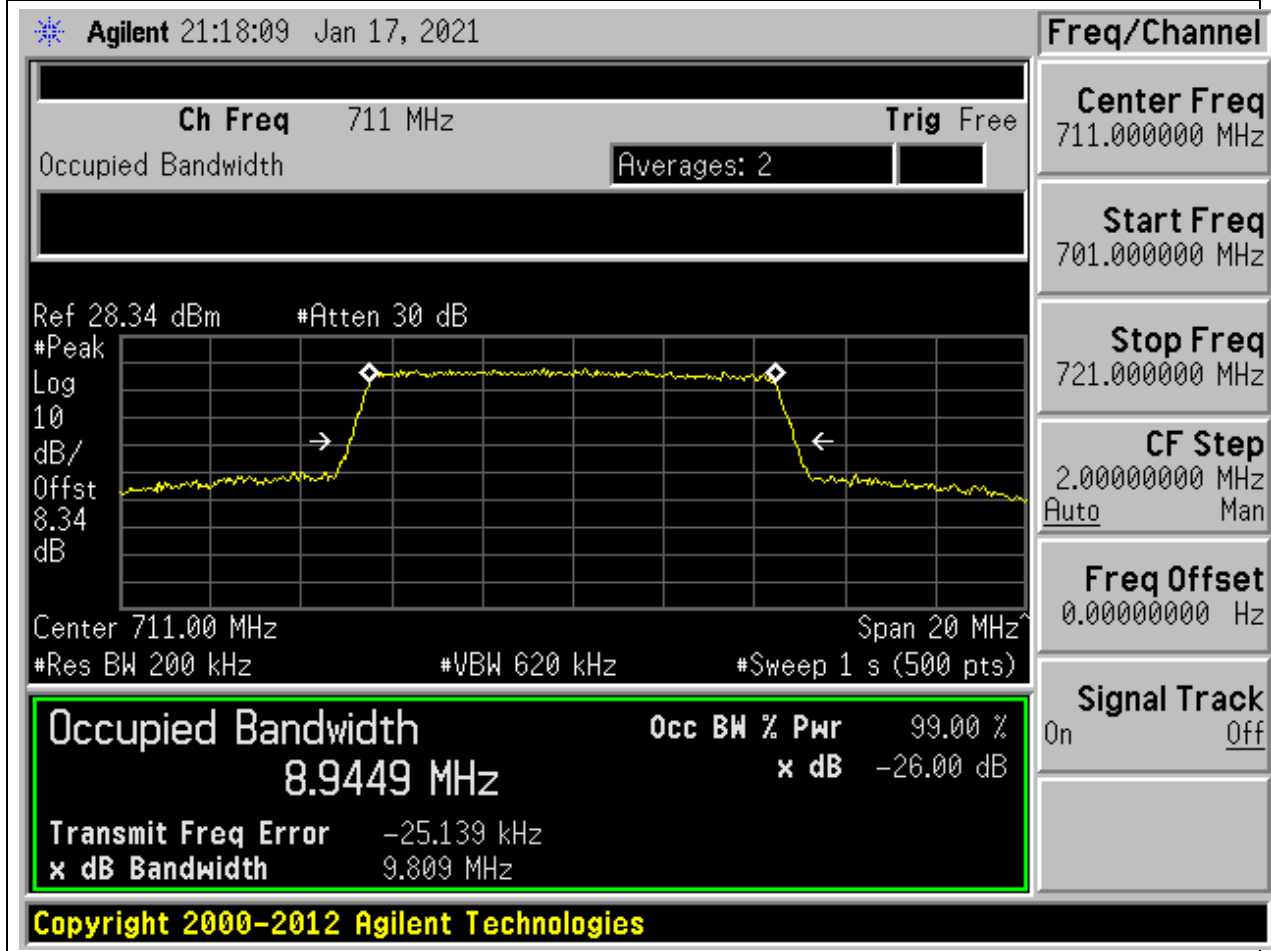 Agilent 21:18:09 Jan 17, 2021
Freq/Channel
Ch Freq 711 MHz Trig Free
Occupied Bandwidth Averages: 2
Center Freq
711.000000 MHz
Start Freq
701.000000 MHz
Stop Freq
721.000000 MHz
CF Step
2.00000000 MHz
Auto Man
Freq Offset
0.00000000 Hz
Signal Track
On Off
Ref 28.34 dBm #Atten 30 dB
#Peak
Log
10
dB/
Offst
8.34
dB
Center 711.00 MHz Span 20 MHz^
#Res BW 200 kHz #VBW 620 kHz #Sweep 1 s (500 pts)
Occupied Bandwidth Occ BW % Pwr 99.00 %
8.9449 MHz x dB -26.00 dB
Transmit Freq Error -25.139 kHz
x dB Bandwidth 9.809 MHz
Copyright 2000-2012 Agilent Technologies